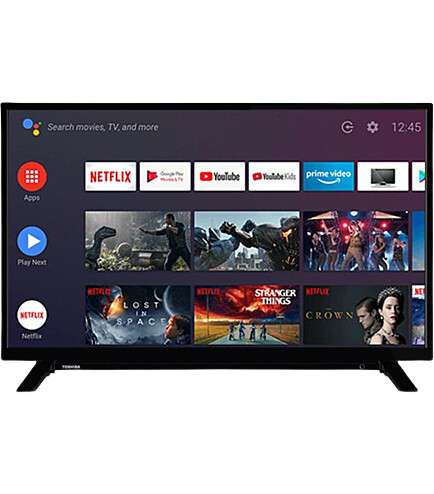 Search movies, TV, and more
12:45
NETFLIX
Google Play
Movies & TV
YouTube
YouTube Kids
prime video
Apps
Play Next
NETFLIX
LOST
IN
SPACE
NETFLIX
STRANGER
THINGS
NETFLIX
THE
CROWN
NETFLIX
Netflix
TOSHIBA